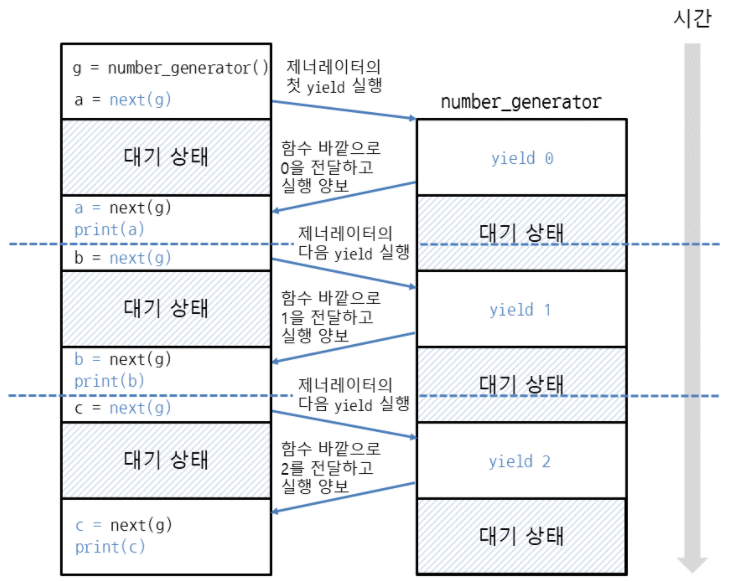 시간
g = number_generator()
a = next(g)
제너레이터의
첫 yield 실행
number_generator
대기 상태
함수 바깥으로
0을 전달하고
실행 양보
yield 0
a = next(g)
print(a)
대기 상태
b = next(g)
제너레이터의
다음 yield 실행
대기 상태
함수 바깥으로
1을 전달하고
실행 양보
yield 1
b = next(g)
print(b)
대기 상태
c = next(g)
제너레이터의
다음 yield 실행
대기 상태
함수 바깥으로
2를 전달하고
실행 양보
yield 2
c = next(g)
print(c)
대기 상태